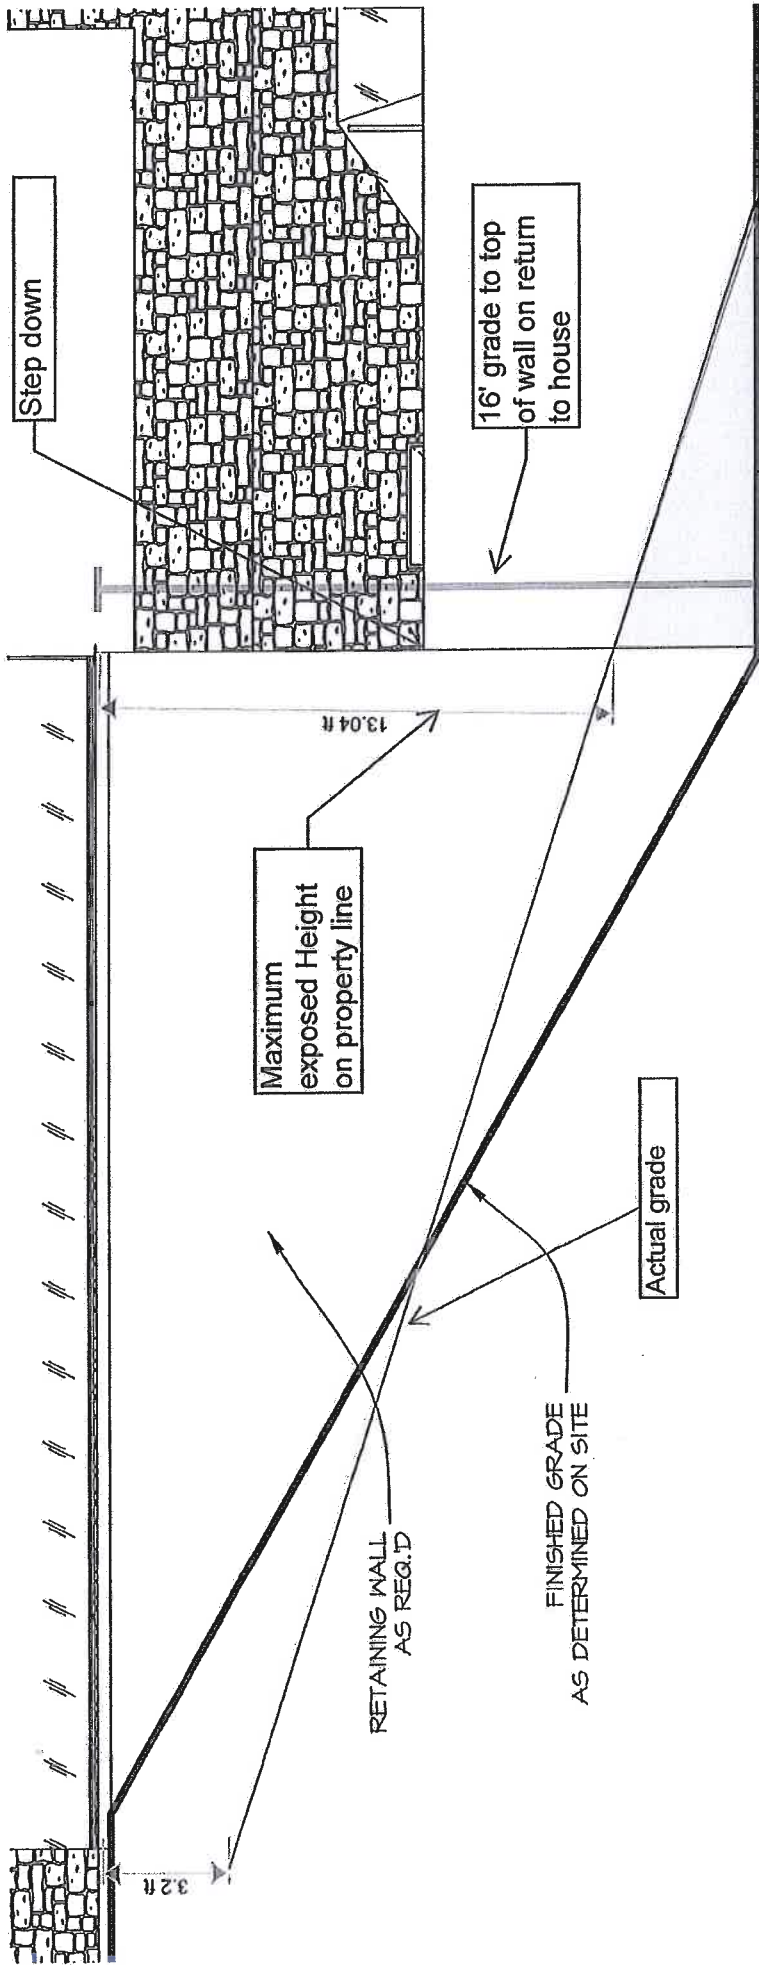 Step down
16' grade to top
of wall on return
to house
13.04 ft
Maximum
exposed Height
on property line
Actual grade
RETAINING WALL
AS REQ.'D
FINISHED GRADE
AS DETERMINED ON SITE
3.2 ft